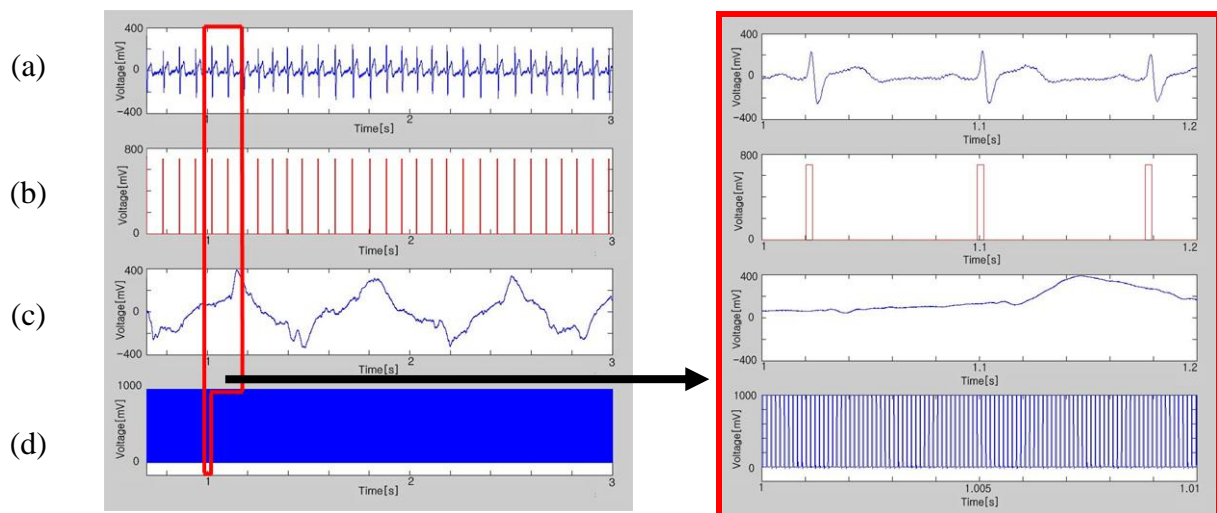 (a)
Voltage[mV]
400
0
−400
1 2 3
Time[s]
(b)
Voltage[mV]
800
0
1 2 3
Time[s]
(c)
Voltage[mV]
400
0
−400
1 2 3
Time[s]
(d)
Voltage[mV]
1000
0
1 2 3
Time[s]
Voltage[mV]
400
0
−400
1 1.1 1.2
Time[s]
Voltage[mV]
800
0
1 1.1 1.2
Time[s]
Voltage[mV]
400
0
−400
1 1.1 1.2
Time[s]
Voltage[mV]
1000
0
1 1.005 1.01
Time[s]